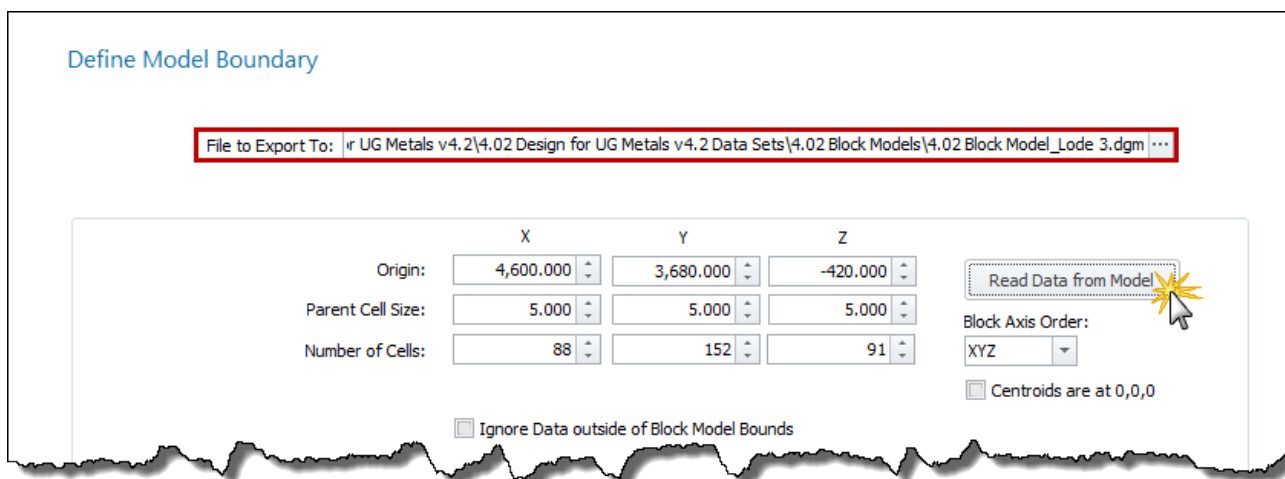 Define Model Boundary
File to Export To: or UG Metals v4.2\4.02 Design for UG Metals v4.2 Data Sets\4.02 Block Models\4.02 Block Model_Lode 3.dgm ...
X Y Z
Origin: 4,600.000 3,680.000 -420.000 Read Data from Model
Parent Cell Size: 5.000 5.000 5.000
Block Axis Order:
Number of Cells: 88 152 91 XYZ
Centroids are at 0,0,0
Ignore Data outside of Block Model Bounds